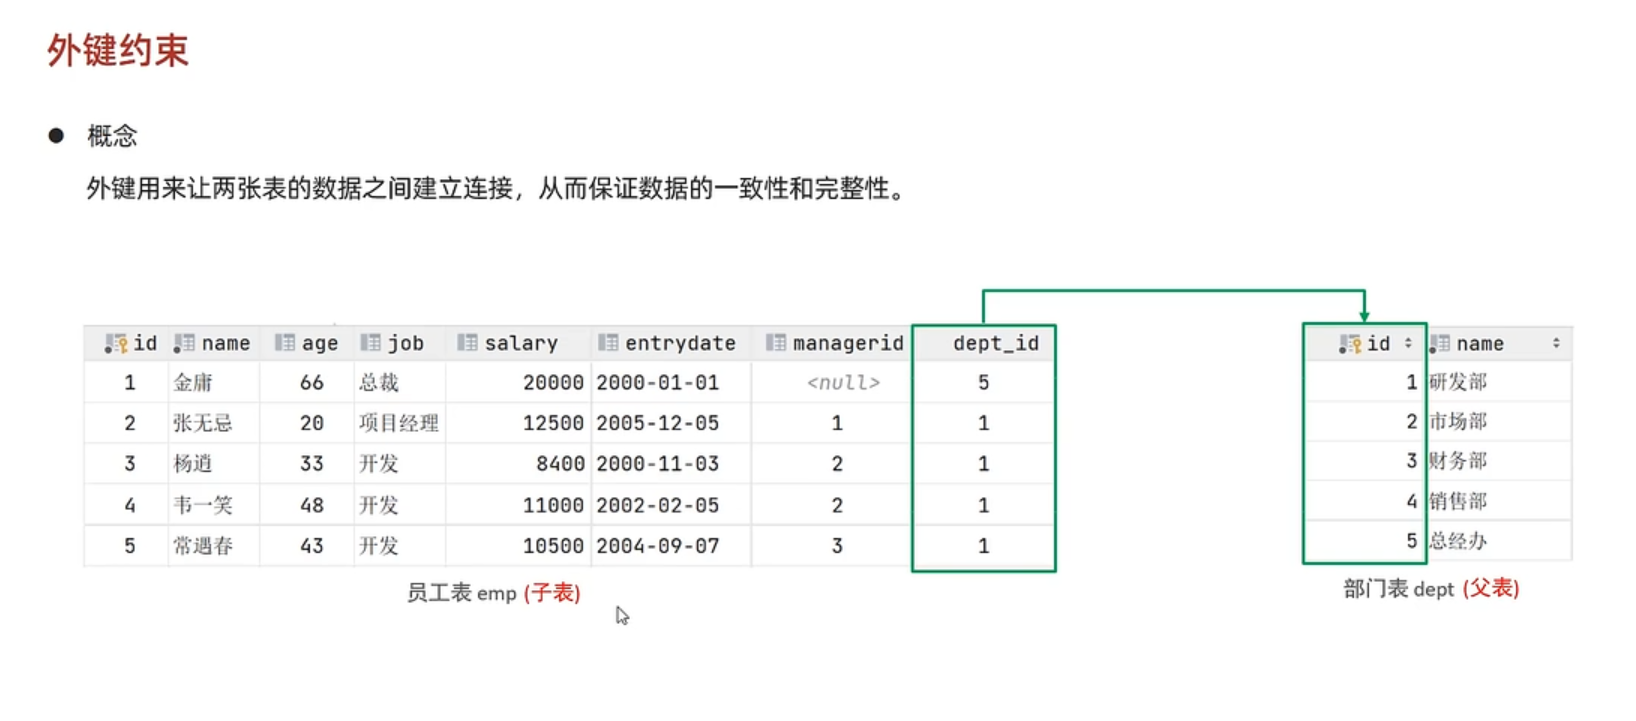 外键约束
● 概念
外键用来让两张表的数据之间建立连接，从而保证数据的一致性和完整性。
id name age job salary entrydate managerid dept_id
1 金庸 66 总裁 20000 2000-01-01 <null> 5
2 张无忌 20 项目经理 12500 2005-12-05 1 1
3 杨逍 33 开发 8400 2000-11-03 2 1
4 韦一笑 48 开发 11000 2002-02-05 2 1
5 常遇春 43 开发 10500 2004-09-07 3 1
员工表 emp (子表)
id name
1 研发部
2 市场部
3 财务部
4 销售部
5 总经办
部门表 dept (父表)